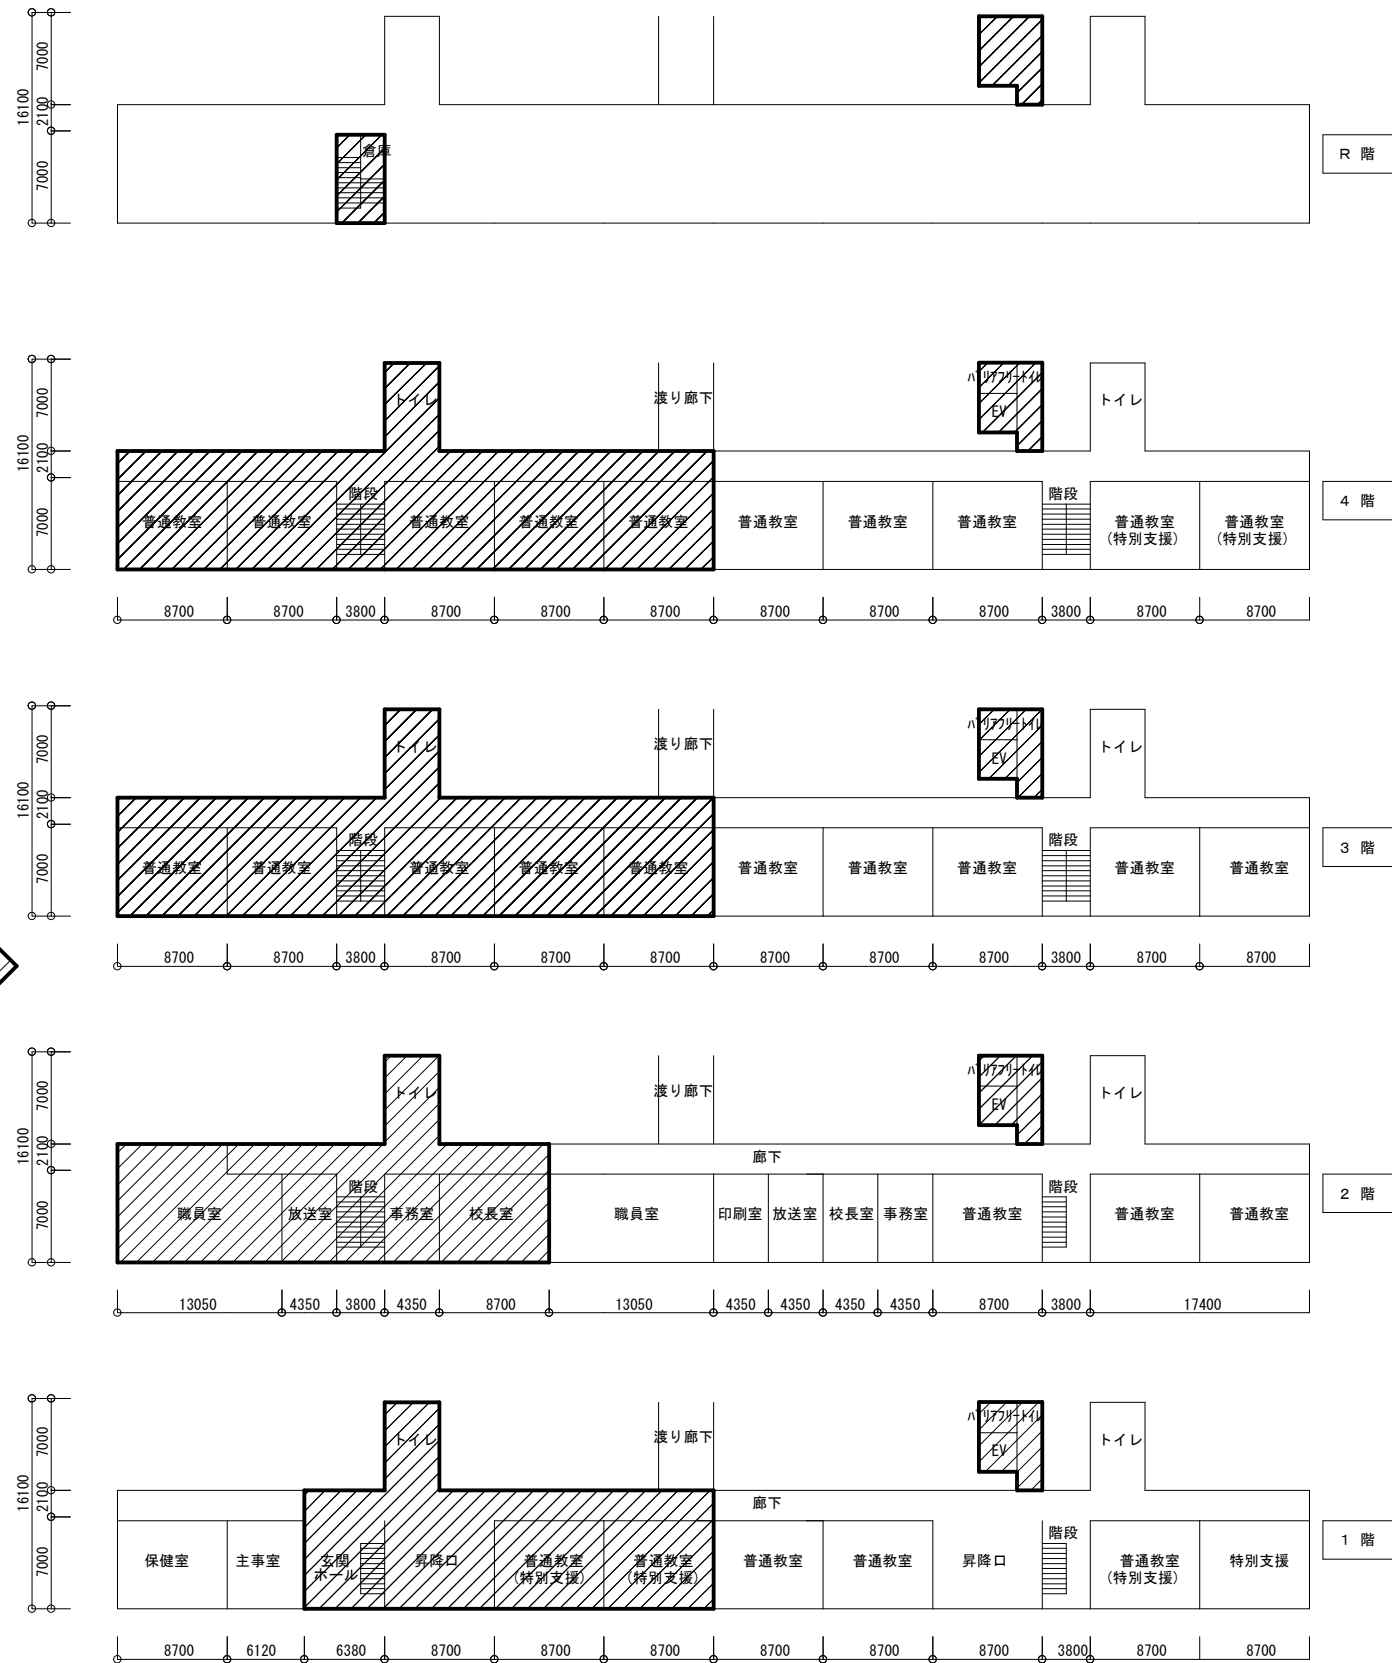 7000
16100
2100
7000
倉庫
R 階
7000
16100
2100
7000
トイレ
渡り廊下
バリアフリートイレ
EV
トイレ
階段
階段
普通教室
普通教室
普通教室
普通教室
普通教室
普通教室
普通教室
普通教室
普通教室
(特別支援)
普通教室
(特別支援)
4 階
8700 8700 3800 8700 8700 8700 8700 8700 8700 3800 8700 8700
7000
16100
2100
7000
トイレ
渡り廊下
バリアフリートイレ
EV
トイレ
階段
階段
普通教室
普通教室
普通教室
普通教室
普通教室
普通教室
普通教室
普通教室
普通教室
普通教室
3 階
8700 8700 3800 8700 8700 8700 8700 8700 8700 3800 8700 8700
7000
16100
2100
7000
トイレ
渡り廊下
バリアフリートイレ
EV
トイレ
廊下
階段
階段
職員室
放送室
事務室
校長室
職員室
印刷室
放送室
校長室
事務室
普通教室
普通教室
普通教室
2 階
13050 4350 3800 4350 8700 13050 4350 4350 4350 4350 8700 3800 17400
7000
16100
2100
7000
トイレ
渡り廊下
バリアフリートイレ
EV
トイレ
廊下
階段
保健室
主事室
玄関
ホール
昇降口
普通教室
(特別支援)
普通教室
(特別支援)
普通教室
普通教室
昇降口
普通教室
(特別支援)
特別支援
1 階
8700 6120 6380 8700 8700 8700 8700 8700 8700 3800 8700 8700